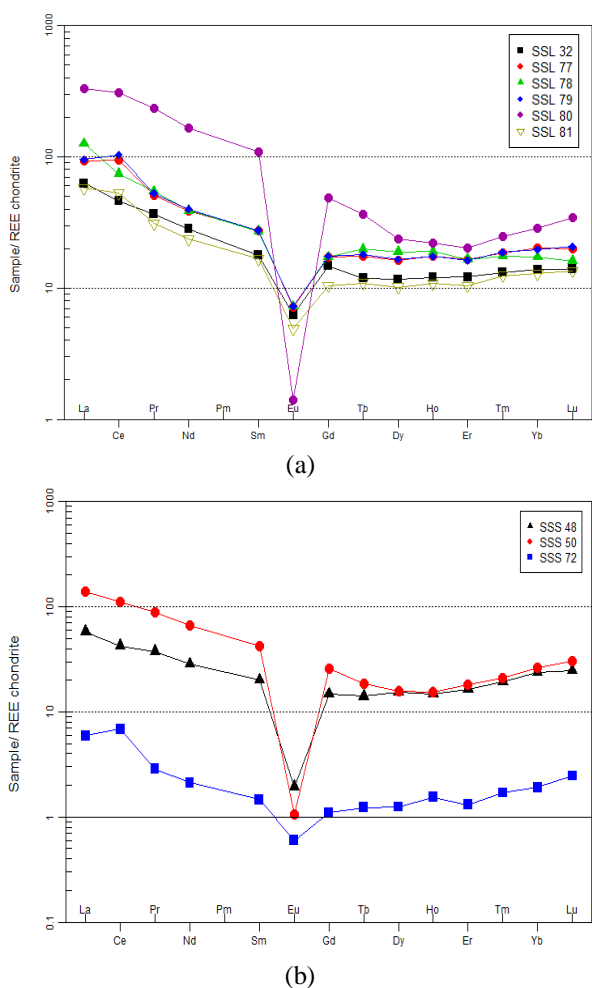 1000
100
10
1
Sample/REE chondrite
SSL 32
SSL 77
SSL 78
SSL 79
SSL 80
SSL 81
La Pr Pm Eu Tb Ho Tm Lu
Ce Nd Sm Gd Dy Er Yb
(a)
1000
100
10
1
0.1
Sample/ REE chondrite
SSS 48
SSS 50
SSS 72
La Pr Pm Eu Tb Ho Tm Lu
Ce Nd Sm Gd Dy Er Yb
(b)